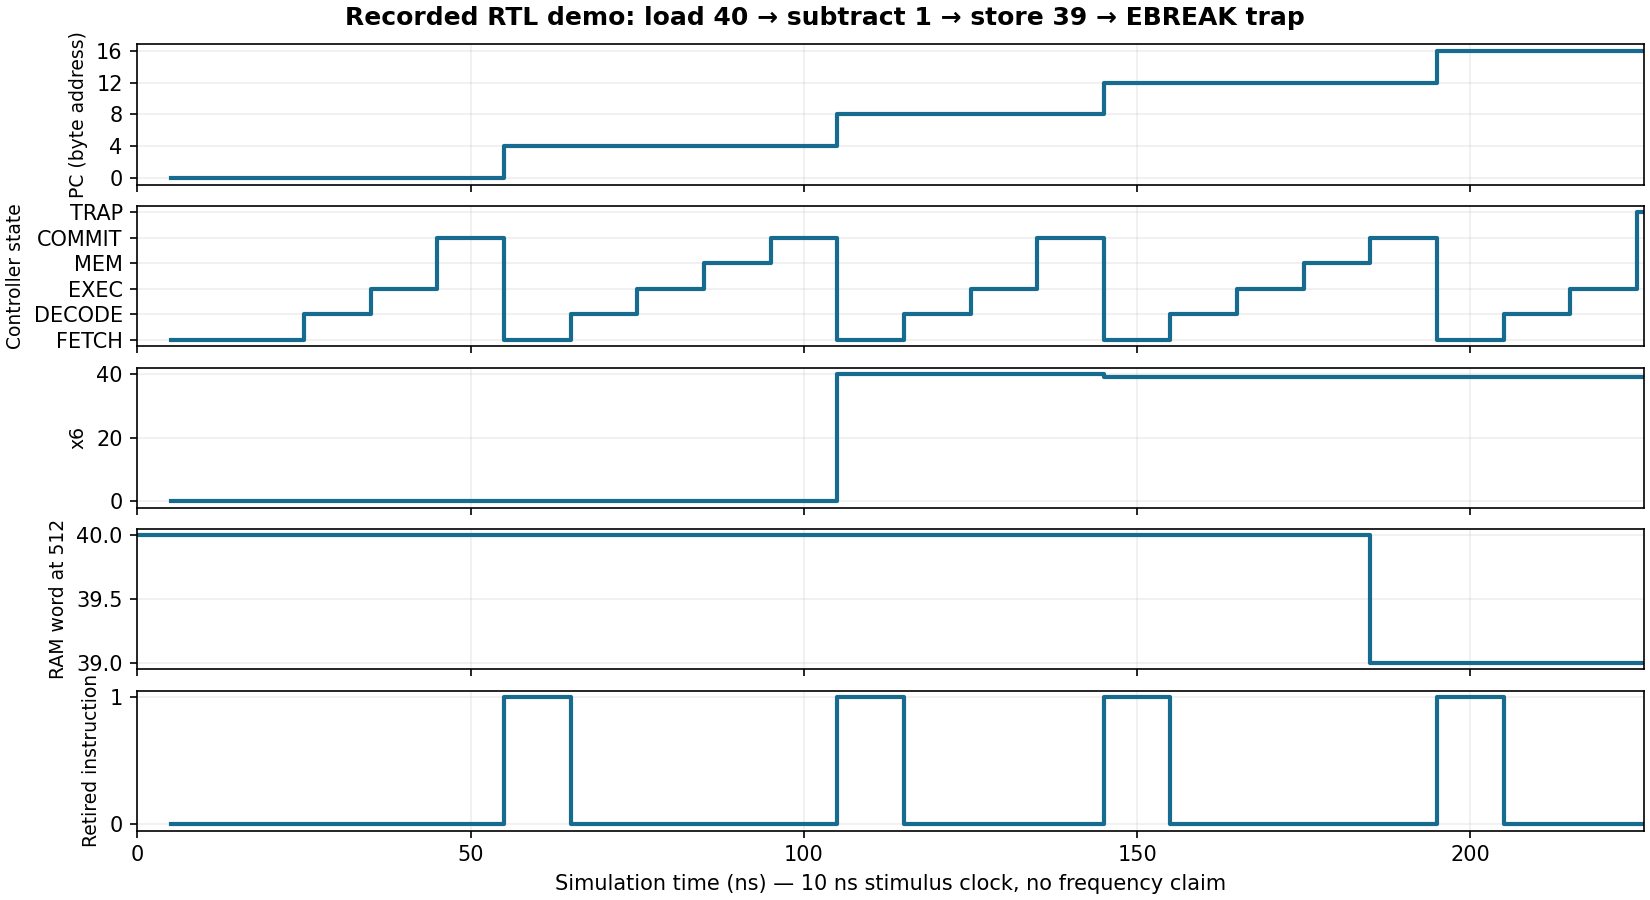 Recorded RTL demo: load 40 → subtract 1 → store 39 → EBREAK trap
PC (byte address)
16
12
8
4
0
Controller state
TRAP
COMMIT
MEM
EXEC
DECODE
FETCH
x6
40
20
0
RAM word at 512
40.0
39.5
39.0
Retired instruction
1
0
0 50 100 150 200
Simulation time (ns) — 10 ns stimulus clock, no frequency claim